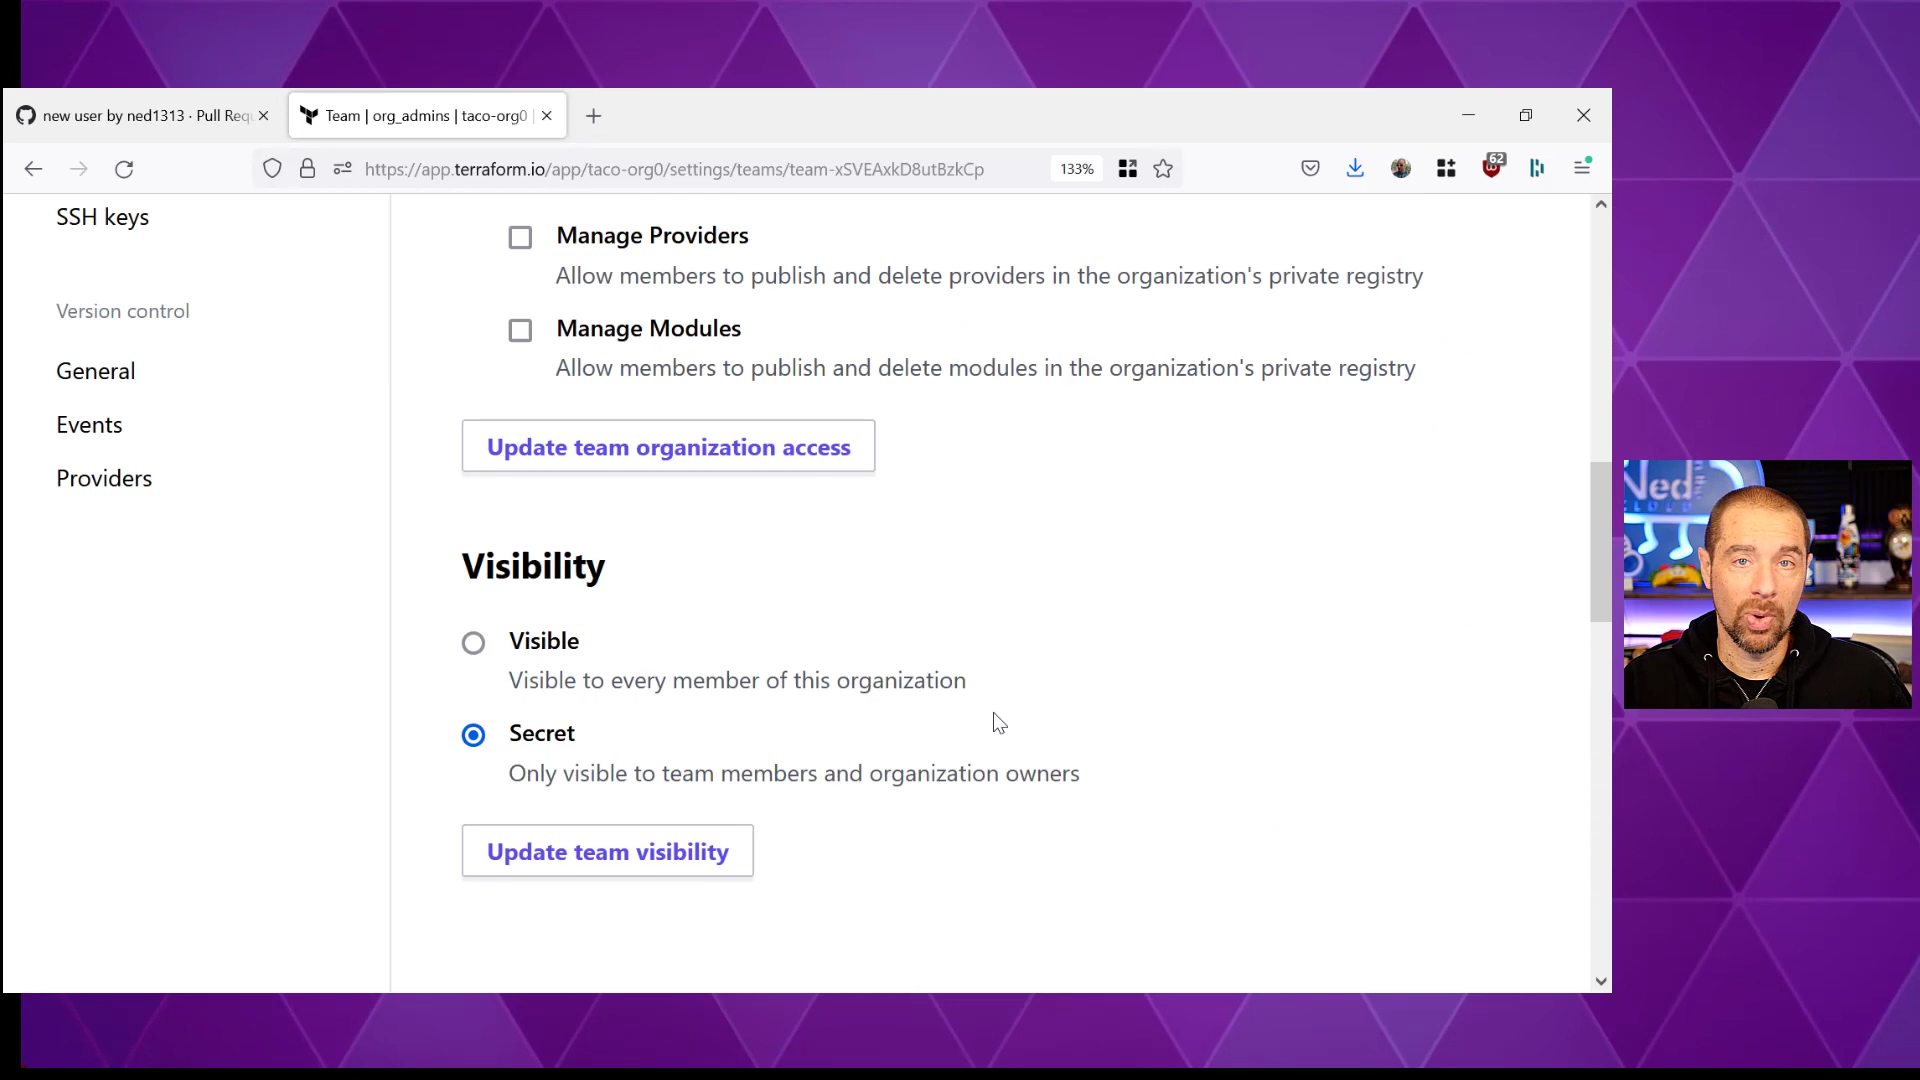 new user by ned1313 · Pull Requ
Team | org_admins | taco-org0 |
https://app.terraform.io/app/taco-org0/settings/teams/team-xSVEAxkD8utBzkCp
133%
62
SSH keys
Version control
General
Events
Providers
Manage Providers
Allow members to publish and delete providers in the organization's private registry
Manage Modules
Allow members to publish and delete modules in the organization's private registry
Update team organization access
Visibility
Visible
Visible to every member of this organization
Secret
Only visible to team members and organization owners
Update team visibility
Ned